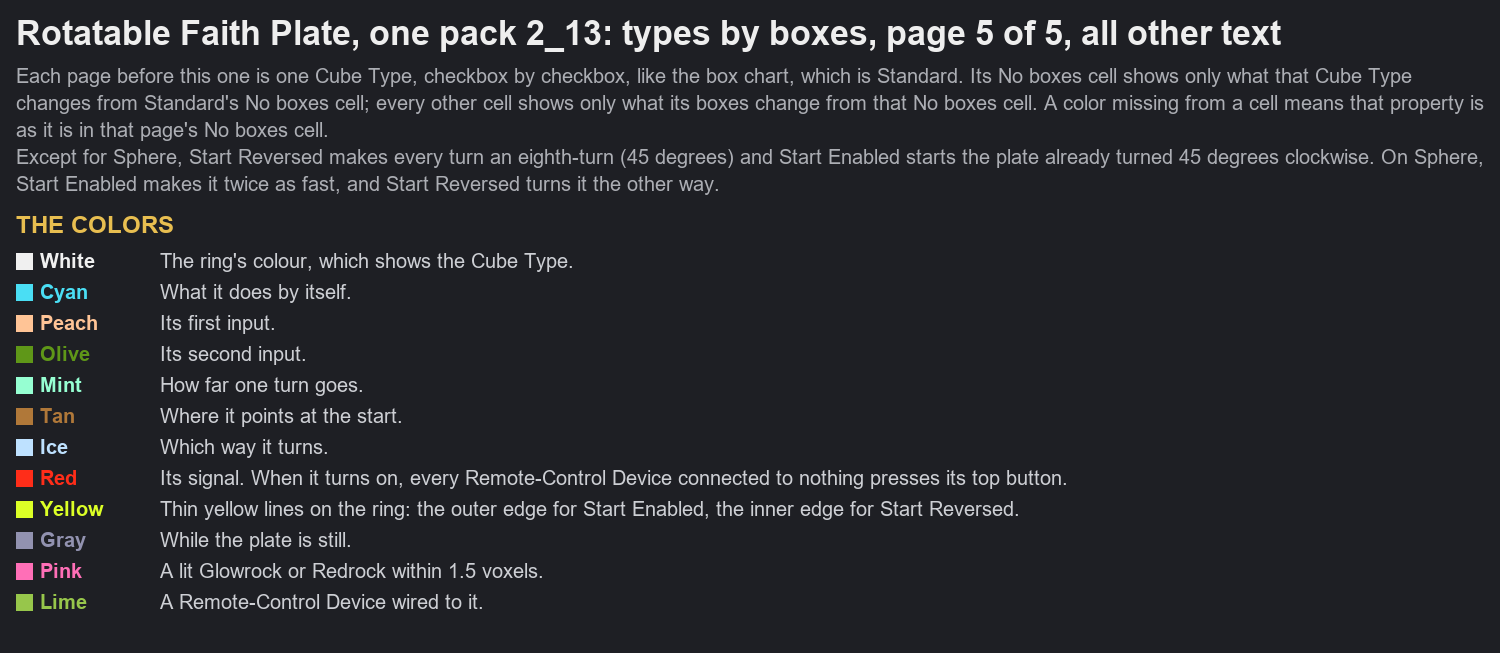 Rotatable Faith Plate, one pack 2_13: types by boxes, page 5 of 5, all other text
Each page before this one is one Cube Type, checkbox by checkbox, like the box chart, which is Standard. Its No boxes cell shows only what that Cube Type
changes from Standard's No boxes cell; every other cell shows only what its boxes change from that No boxes cell. A color missing from a cell means that property is
as it is in that page's No boxes cell.
Except for Sphere, Start Reversed makes every turn an eighth-turn (45 degrees) and Start Enabled starts the plate already turned 45 degrees clockwise. On Sphere,
Start Enabled makes it twice as fast, and Start Reversed turns it the other way.
THE COLORS
White The ring's colour, which shows the Cube Type.
Cyan What it does by itself.
Peach Its first input.
Olive Its second input.
Mint How far one turn goes.
Tan Where it points at the start.
Ice Which way it turns.
Red Its signal. When it turns on, every Remote-Control Device connected to nothing presses its top button.
Yellow Thin yellow lines on the ring: the outer edge for Start Enabled, the inner edge for Start Reversed.
Gray While the plate is still.
Pink A lit Glowrock or Redrock within 1.5 voxels.
Lime A Remote-Control Device wired to it.